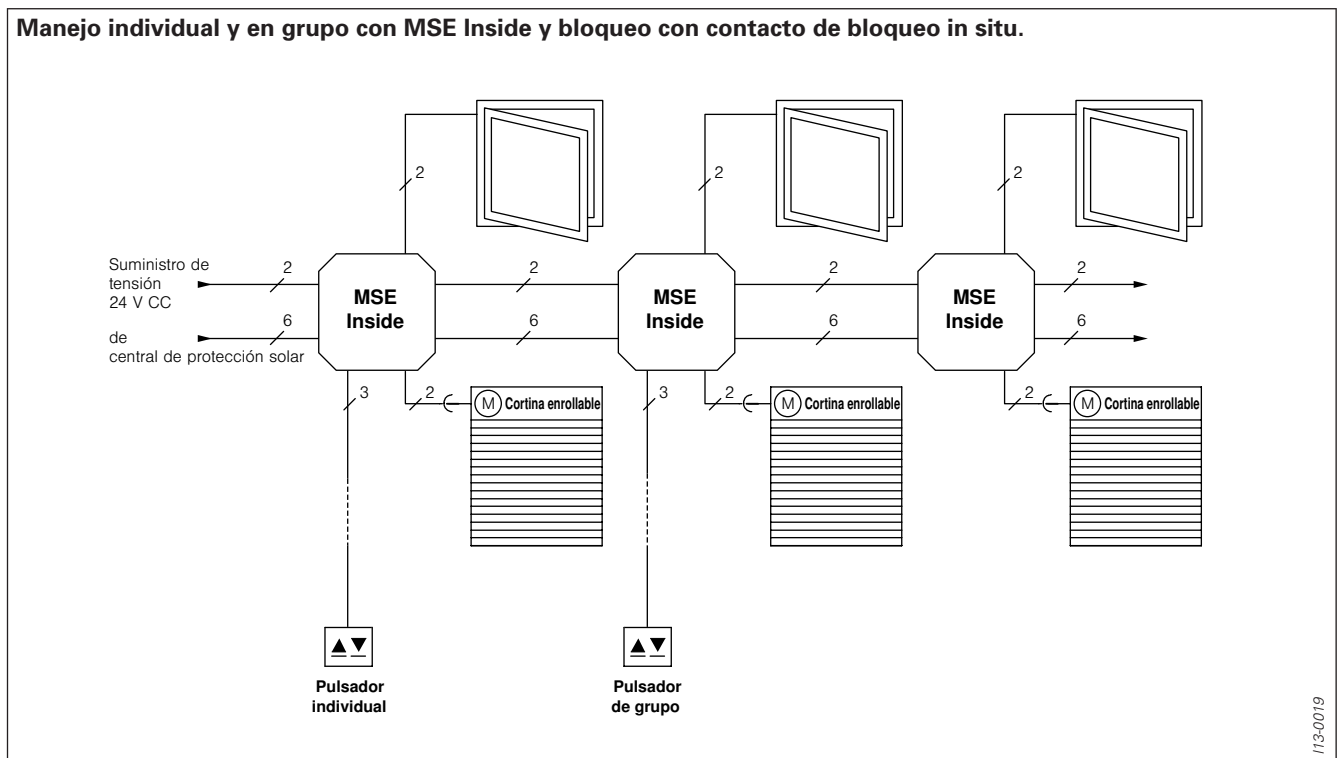 Manejo individual y en grupo con MSE Inside y bloqueo con contacto de bloqueo in situ.
2
2
2
Suministro de
tensión
24 V CC
2
MSE
Inside
2
MSE
Inside
2
MSE
Inside
2
de
central de protección solar
6
6
6
6
3
2
M Cortina enrollable
3
2
M Cortina enrollable
2
M Cortina enrollable
Pulsador
individual
Pulsador
de grupo
I13-0019